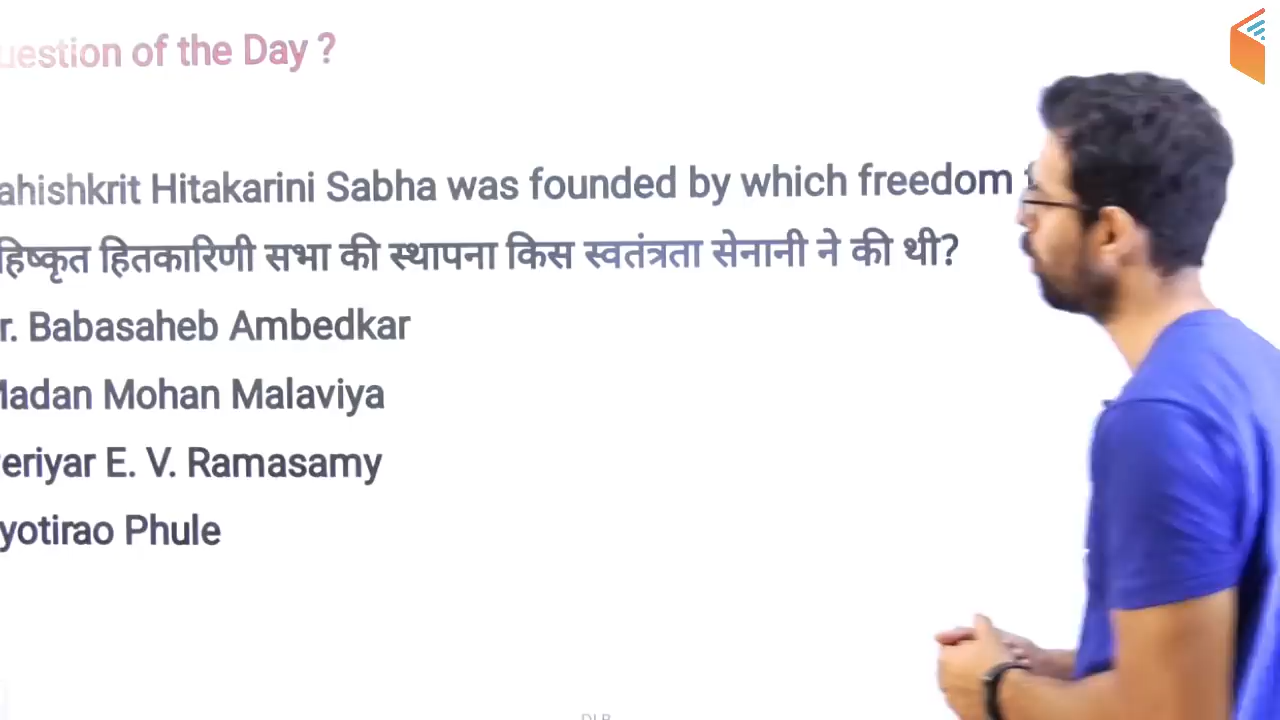 uestion of the Day ?
ahishkrit Hitakarini Sabha was founded by which freedom
हिष्कृत हितकारिणी सभा की स्थापना किस स्वतंत्रता सेनानी ने की थी?
r. Babasaheb Ambedkar
Madan Mohan Malaviya
eriyar E. V. Ramasamy
yotirao Phule